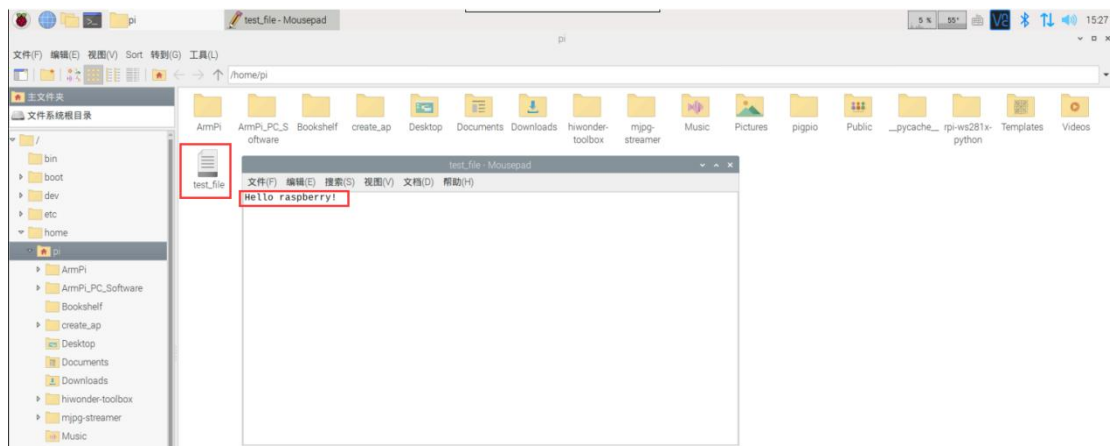 pi
test_file - Mousepad
5 %
55°
V2
15:27
pi
文件(F) 编辑(E) 视图(V) Sort 转到(G) 工具(L)
/home/pi
主文件夹
文件系统根目录
/
bin
boot
dev
etc
home
pi
ArmPi
ArmPi_PC_Software
Bookshelf
create_ap
Desktop
Documents
Downloads
hiwonder-toolbox
mjpg-streamer
Music
ArmPi
ArmPi_PC_S
oftware
Bookshelf
create_ap
Desktop
Documents
Downloads
hiwonder-
toolbox
mjpg-
streamer
Music
Pictures
pigpio
Public
__pycache__
rpi-ws281x-
python
Templates
Videos
test_file
test_file - Mousepad
文件(F) 编辑(E) 搜索(S) 视图(V) 文档(D) 帮助(H)
Hello raspberry!